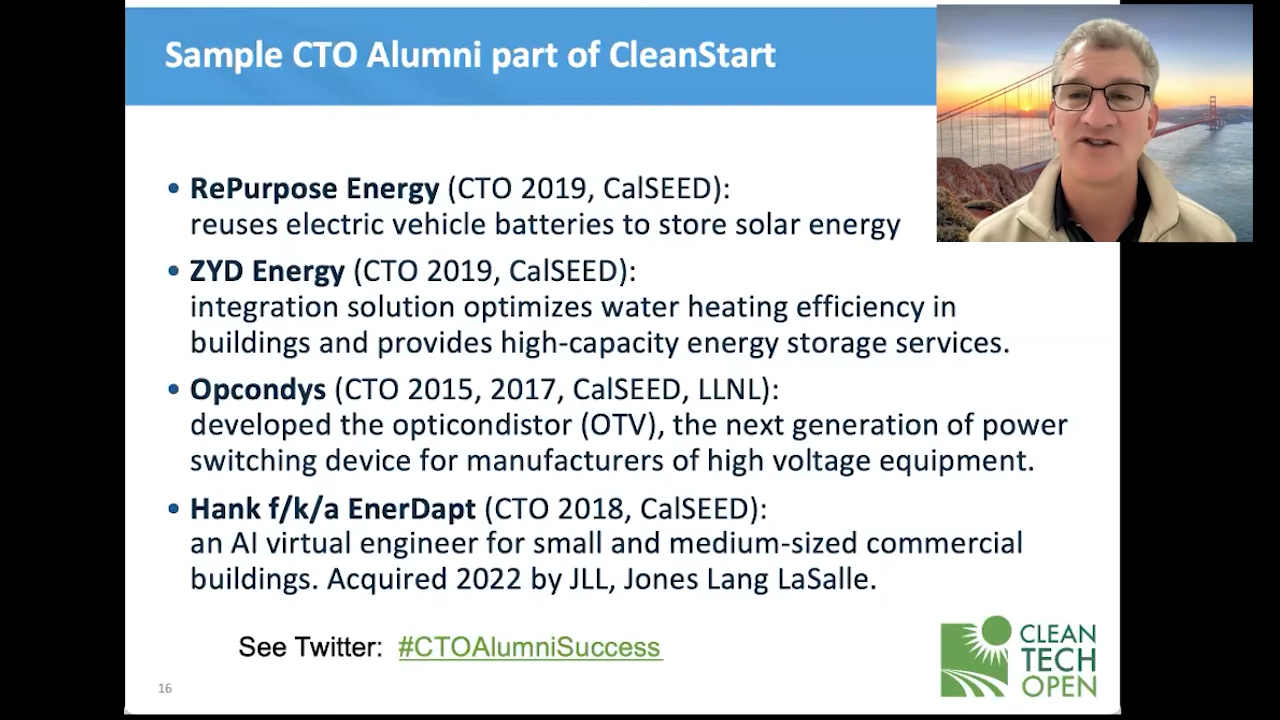 Sample CTO Alumni part of CleanStart
• RePurpose Energy (CTO 2019, CalSEED):
reuses electric vehicle batteries to store solar energy
• ZYD Energy (CTO 2019, CalSEED):
integration solution optimizes water heating efficiency in
buildings and provides high-capacity energy storage services.
• Opcondys (CTO 2015, 2017, CalSEED, LLNL):
developed the opticondistor (OTV), the next generation of power
switching device for manufacturers of high voltage equipment.
• Hank f/k/a EnerDapt (CTO 2018, CalSEED):
an AI virtual engineer for small and medium-sized commercial
buildings. Acquired 2022 by JLL, Jones Lang LaSalle.
See Twitter: #CTOAlumniSuccess
16
CLEAN
TECH
OPEN